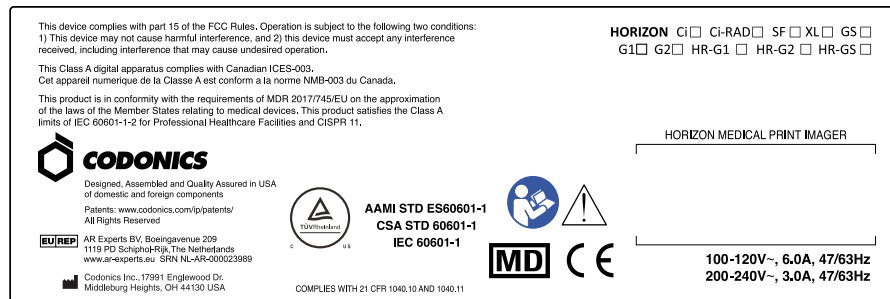 This device complies with part 15 of the FCC Rules. Operation is subject to the following two conditions:
1) This device may not cause harmful interference, and 2) this device must accept any interference
received, including interference that may cause undesired operation.
This Class A digital apparatus complies with Canadian ICES-003.
Cet appareil numerique de la Classe A est conform a la norme NMB-003 du Canada.
This product is in conformity with the requirements of MDR 2017/745/EU on the approximation
of the laws of the Member States relating to medical devices. This product satisfies the Class A
limits of IEC 60601-1-2 for Professional Healthcare Facilities and CISPR 11.
CODONICS
Designed, Assembled and Quality Assured in USA
of domestic and foreign components
Patents: www.codonics.com/ip/patents/
All Rights Reserved
EU REP
AR Experts BV, Boeingavenue 209
1119 PD Schiphol-Rijk, The Netherlands
www.ar-experts.eu SRN NL-AR-000023989
Codonics Inc., 17991 Englewood Dr.
Middleburg Heights, OH 44130 USA
TÜVRheinland
C US
COMPLIES WITH 21 CFR 1040.10 AND 1040.11
AAMI STD ES60601-1
CSA STD 60601-1
IEC 60601-1
MD CE
HORIZON Ci□ Ci-RAD□ SF□ XL□ GS□
G1□ G2□ HR-G1□ HR-G2□ HR-GS□
HORIZON MEDICAL PRINT IMAGER
100-120V~, 6.0A, 47/63Hz
200-240V~, 3.0A, 47/63Hz